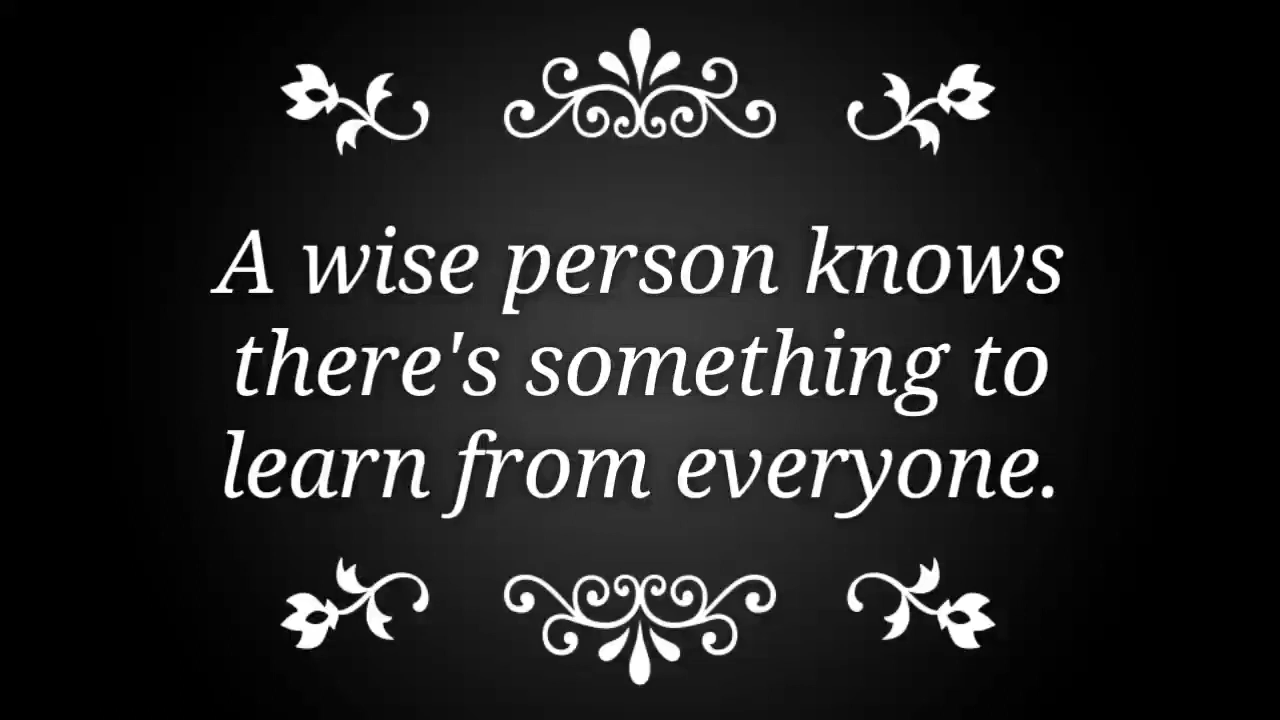 A wise person knows
there's something to
learn from everyone.